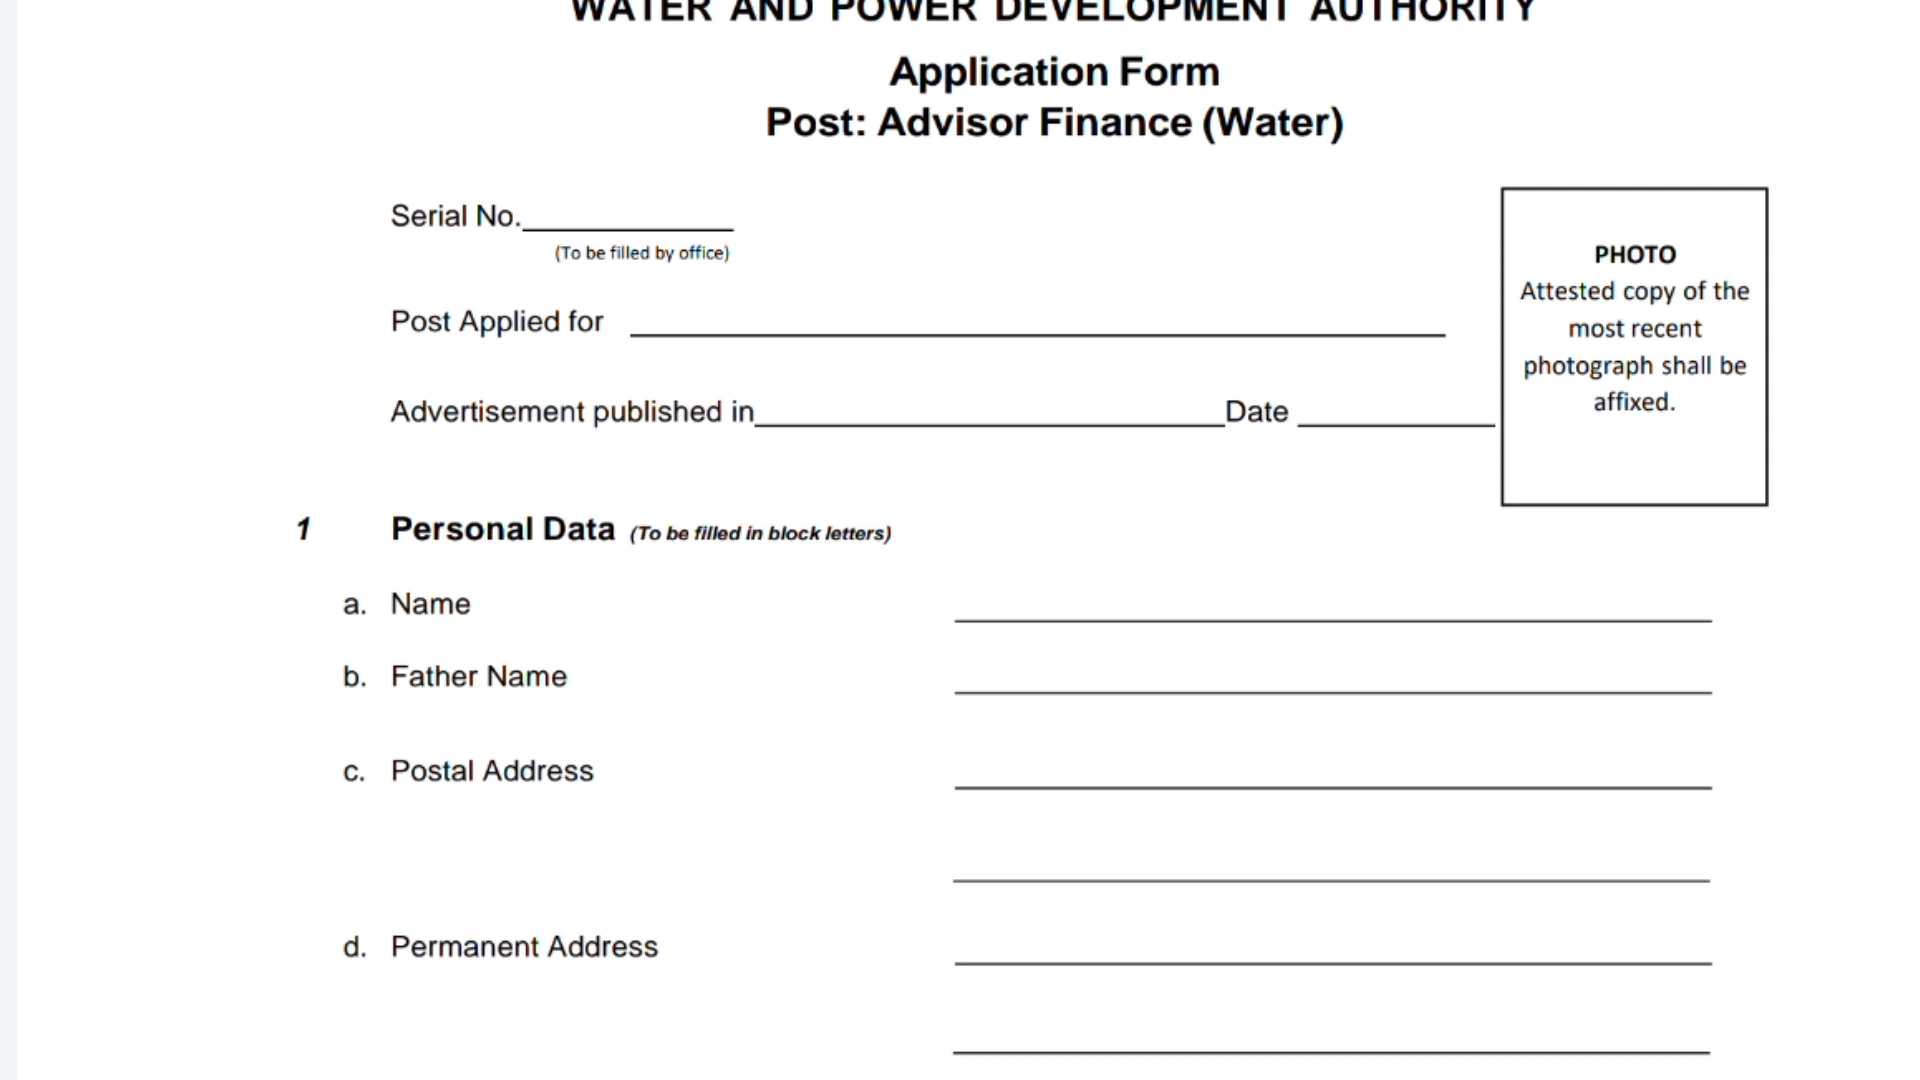 WATER AND POWER DEVELOPMENT AUTHORITY
Application Form
Post: Advisor Finance (Water)
Serial No.
(To be filled by office)
PHOTO
Attested copy of the
most recent
photograph shall be
affixed.
Post Applied for
Advertisement published in Date
1 Personal Data (To be filled in block letters)
a. Name
b. Father Name
c. Postal Address
d. Permanent Address